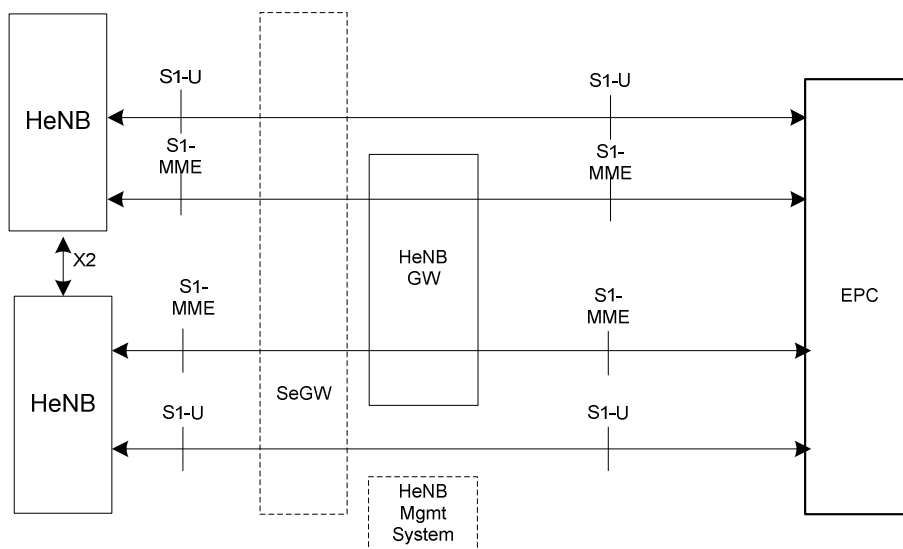 S1-U
S1-U
HeNB
S1-
MME
S1-
MME
HeNB
GW
X2
S1-
MME
S1-
MME
EPC
SeGW
HeNB
S1-U
S1-U
HeNB
Mgmt
System